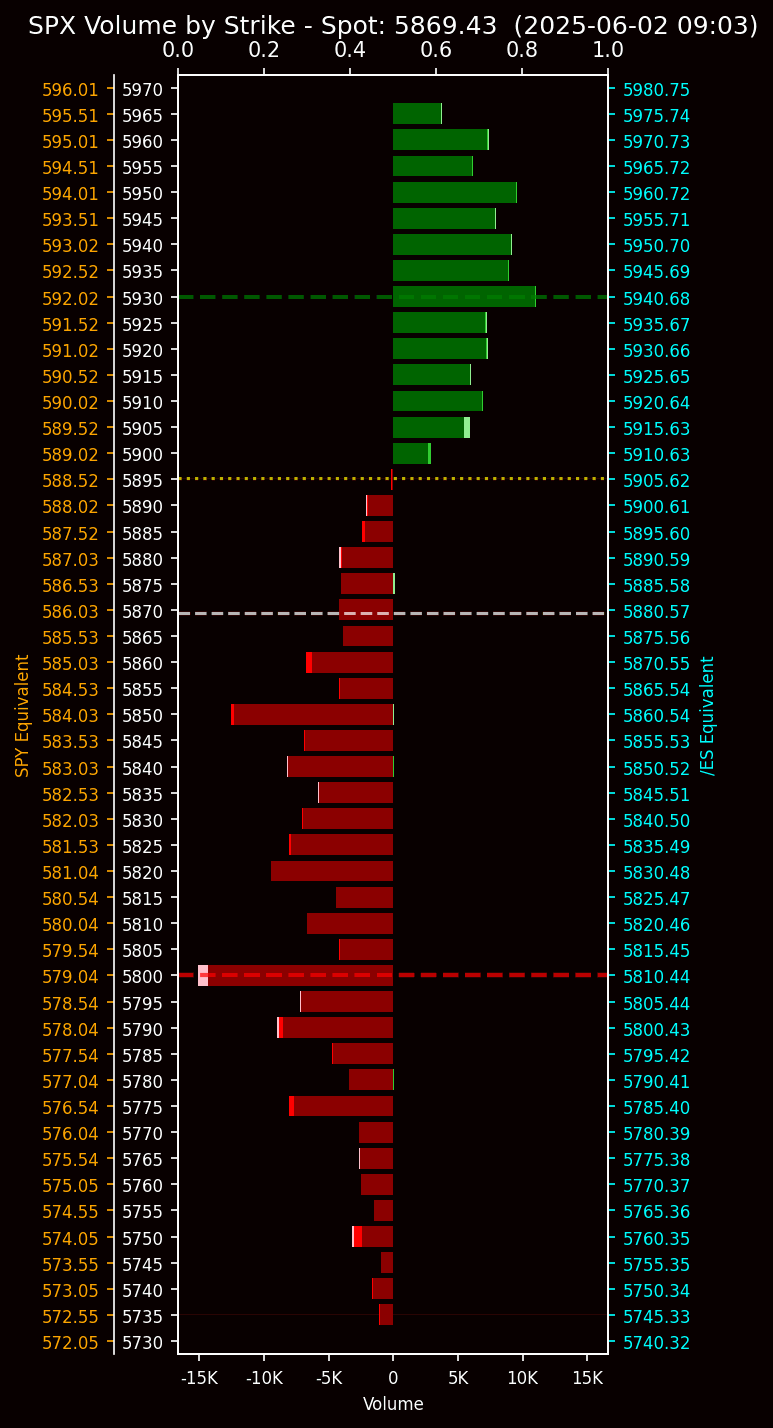 SPX Volume by Strike - Spot: 5869.43 (2025-06-02 09:03)
0.0 0.2 0.4 0.6 0.8 1.0
596.01 5970 5980.75
595.51 5965 5975.74
595.01 5960 5970.73
594.51 5955 5965.72
594.01 5950 5960.72
593.51 5945 5955.71
593.02 5940 5950.70
592.52 5935 5945.69
592.02 5930 5940.68
591.52 5925 5935.67
591.02 5920 5930.66
590.52 5915 5925.65
590.02 5910 5920.64
589.52 5905 5915.63
589.02 5900 5910.63
588.52 5895 5905.62
588.02 5890 5900.61
587.52 5885 5895.60
587.03 5880 5890.59
586.53 5875 5885.58
586.03 5870 5880.57
585.53 5865 5875.56
585.03 5860 5870.55
584.53 5855 5865.54
584.03 5850 5860.54
583.53 5845 5855.53
583.03 5840 5850.52
582.53 5835 5845.51
582.03 5830 5840.50
581.53 5825 5835.49
581.04 5820 5830.48
580.54 5815 5825.47
580.04 5810 5820.46
579.54 5805 5815.45
579.04 5800 5810.44
578.54 5795 5805.44
578.04 5790 5800.43
577.54 5785 5795.42
577.04 5780 5790.41
576.54 5775 5785.40
576.04 5770 5780.39
575.54 5765 5775.38
575.05 5760 5770.37
574.55 5755 5765.36
574.05 5750 5760.35
573.55 5745 5755.35
573.05 5740 5750.34
572.55 5735 5745.33
572.05 5730 5740.32
SPY Equivalent
/ES Equivalent
-15K -10K -5K 0 5K 10K 15K
Volume